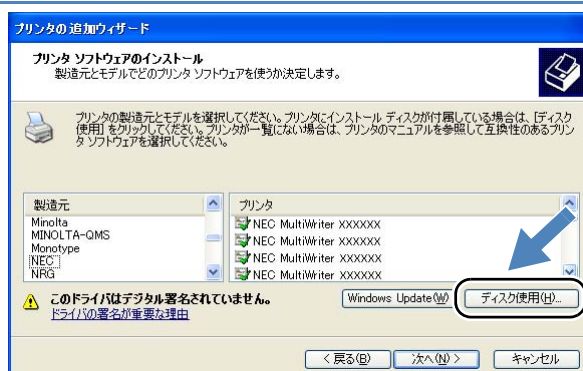 プリンタの追加ウィザード
プリンタ ソフトウェアのインストール
製造元とモデルでどのプリンタ ソフトウェアを使うか決定します。
プリンタの製造元とモデルを選択してください。プリンタにインストール ディスクが付属している場合は、[ディスク
使用] をクリックしてください。プリンタが一覧にない場合は、プリンタのマニュアルを参照して互換性のあるプリン
タ ソフトウェアを選択してください。
製造元
Minolta
MINOLTA-QMS
Monotype
NEC
NRG
プリンタ
NEC MultiWriter XXXXXX
NEC MultiWriter XXXXXX
NEC MultiWriter XXXXXX
NEC MultiWriter XXXXXX
このドライバはデジタル署名されていません。
ドライバの署名が重要な理由
Windows Update(W)
ディスク使用(H)...
< 戻る(B)
次へ(N) >
キャンセル